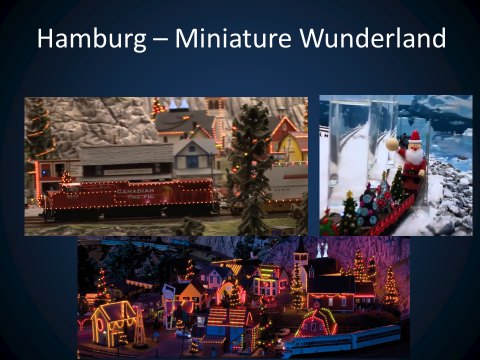 Hamburg – Miniature Wunderland
CANADIAN
PACIFIC